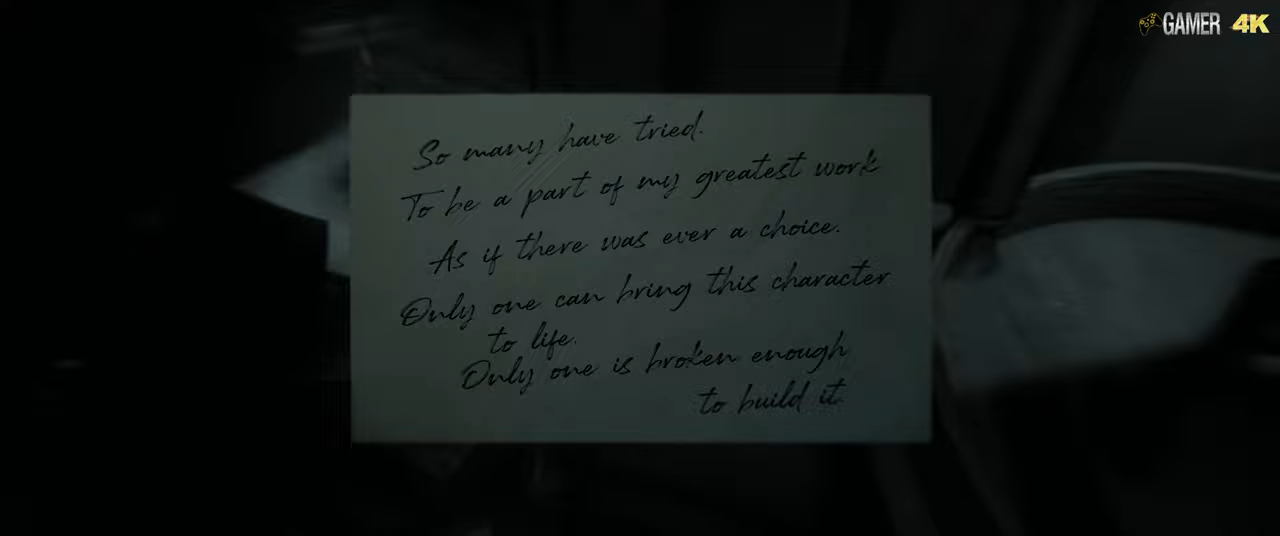 GAMER 4K
So many have tried.
To be a part of my greatest work
As if there was ever a choice.
Only one can bring this character
to life.
Only one is broken enough
to build it.